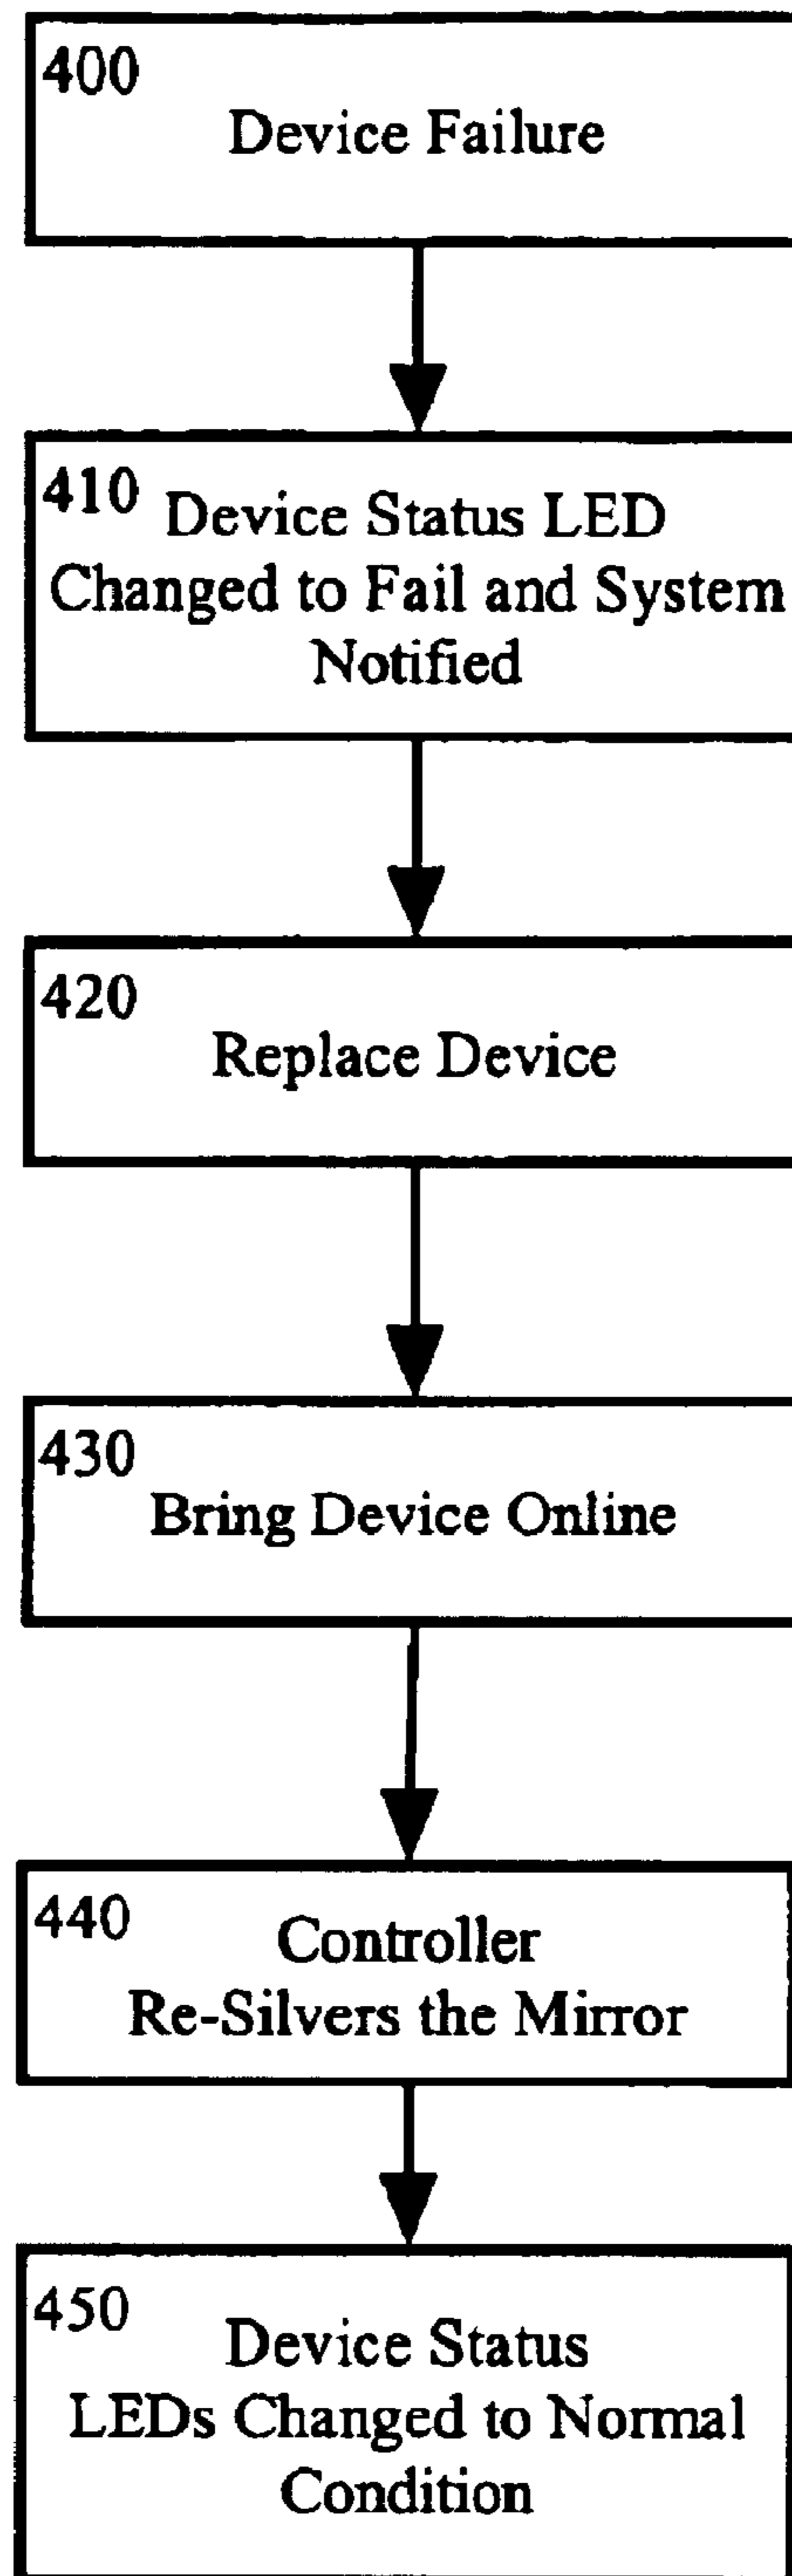 400
Device Failure
410
Device Status LED
Changed to Fail and System
Notified
420
Replace Device
430
Bring Device Online
440
Controller
Re-Silvers the Mirror
450
Device Status
LEDs Changed to Normal
Condition